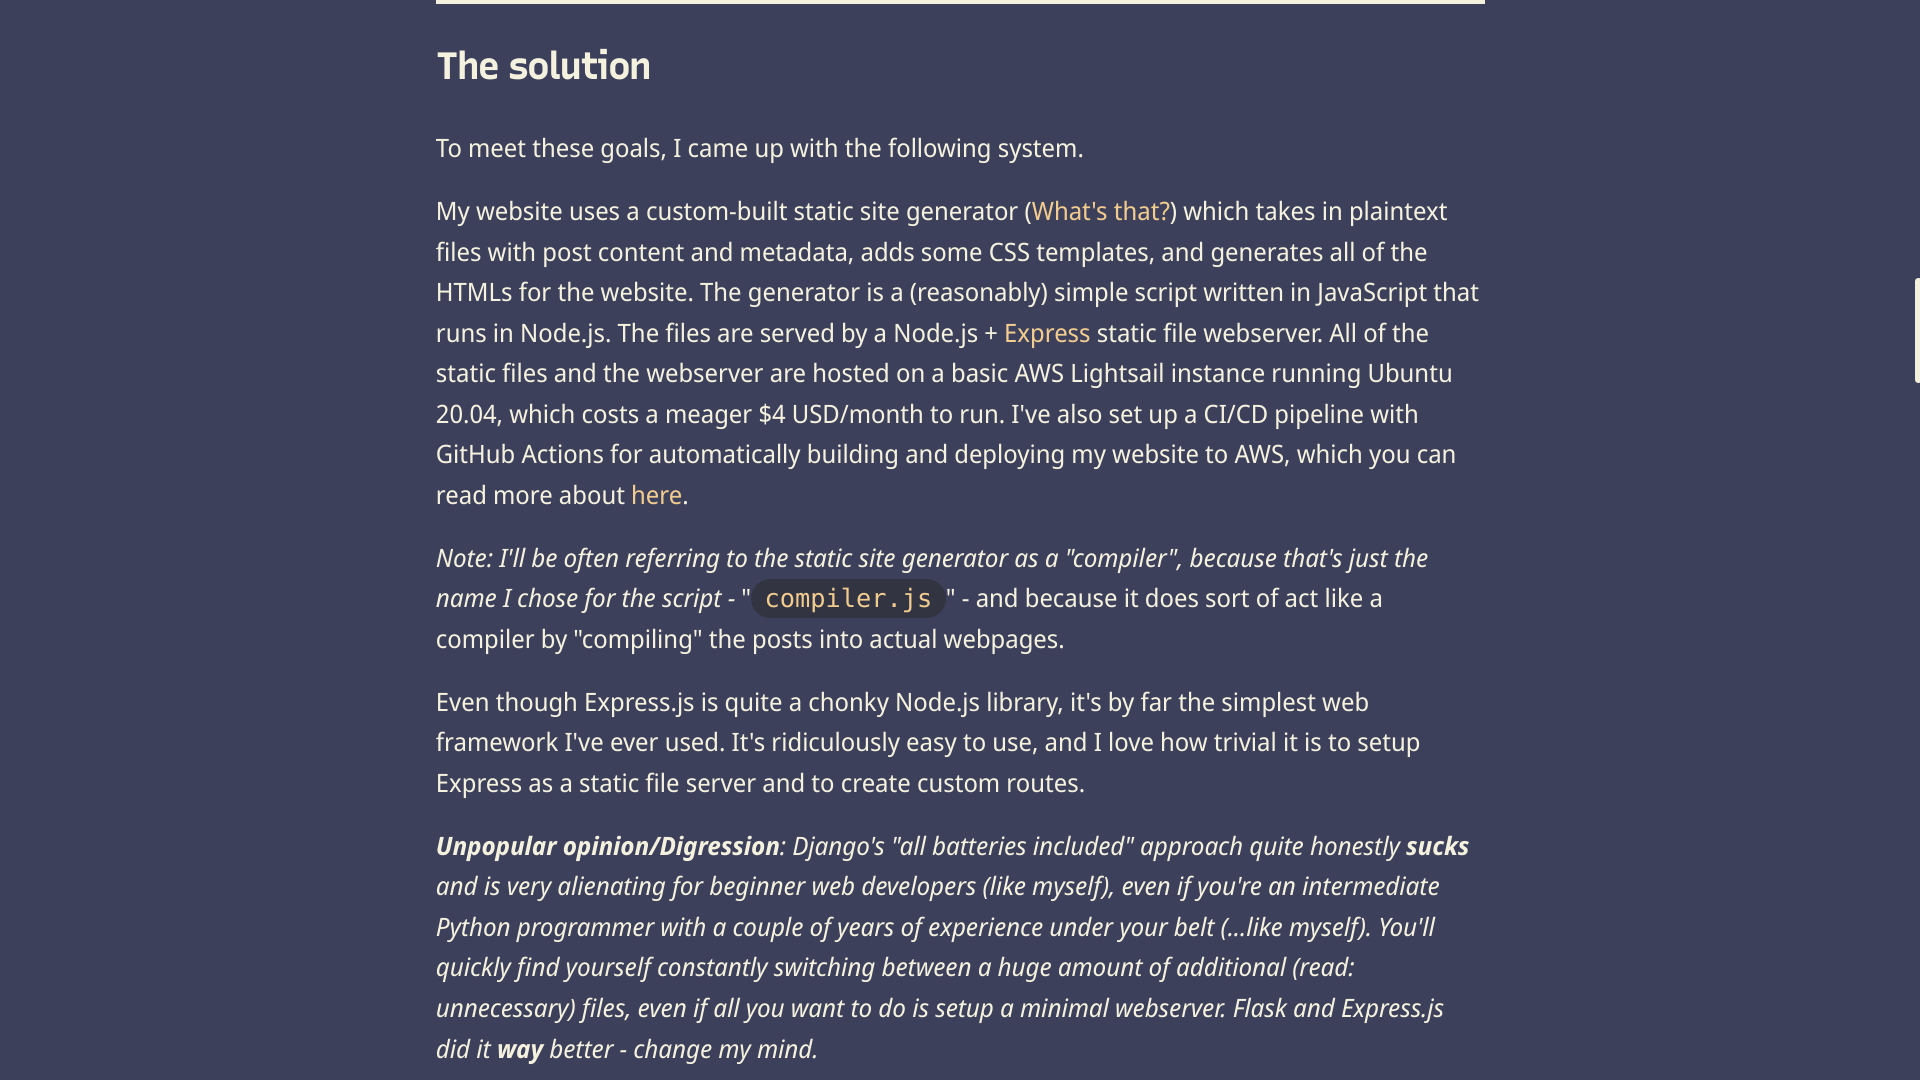 The solution
To meet these goals, I came up with the following system.
My website uses a custom-built static site generator (What's that?) which takes in plaintext
files with post content and metadata, adds some CSS templates, and generates all of the
HTMLs for the website. The generator is a (reasonably) simple script written in JavaScript that
runs in Node.js. The files are served by a Node.js + Express static file webserver. All of the
static files and the webserver are hosted on a basic AWS Lightsail instance running Ubuntu
20.04, which costs a meager $4 USD/month to run. I've also set up a CI/CD pipeline with
GitHub Actions for automatically building and deploying my website to AWS, which you can
read more about here.
Note: I'll be often referring to the static site generator as a "compiler", because that's just the
name I chose for the script - "compiler.js" - and because it does sort of act like a
compiler by "compiling" the posts into actual webpages.
Even though Express.js is quite a chonky Node.js library, it's by far the simplest web
framework I've ever used. It's ridiculously easy to use, and I love how trivial it is to setup
Express as a static file server and to create custom routes.
Unpopular opinion/Digression: Django's "all batteries included" approach quite honestly sucks
and is very alienating for beginner web developers (like myself), even if you're an intermediate
Python programmer with a couple of years of experience under your belt (...like myself). You'll
quickly find yourself constantly switching between a huge amount of additional (read:
unnecessary) files, even if all you want to do is setup a minimal webserver. Flask and Express.js
did it way better - change my mind.